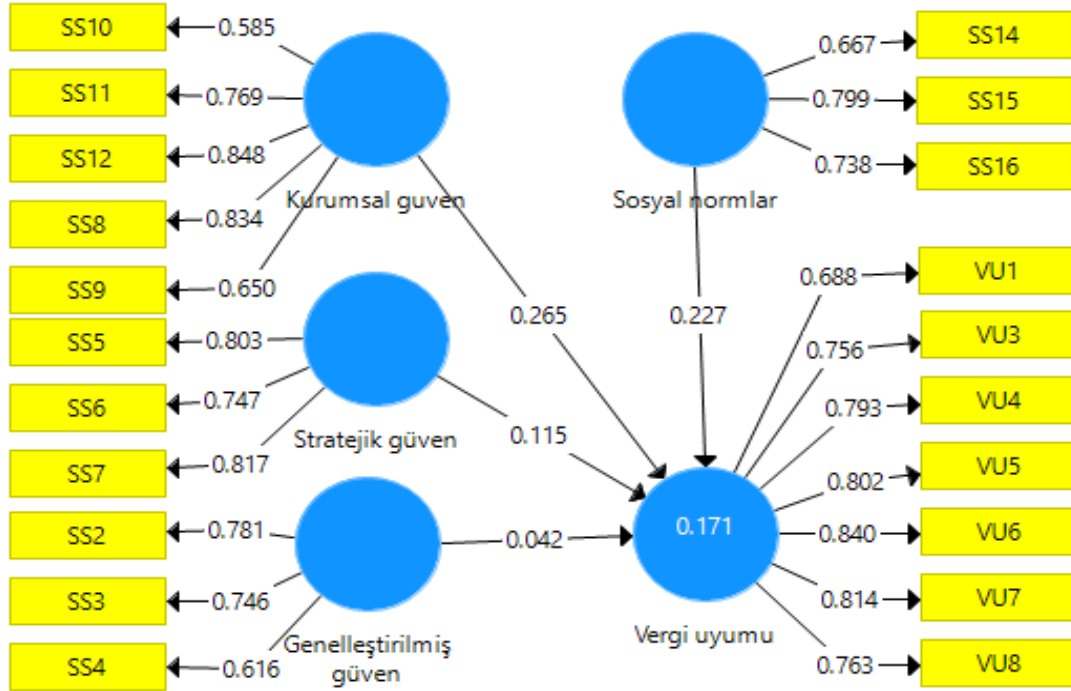 SS10
0.585
SS11
0.769
SS12
0.848
SS8
0.834
SS9
0.650
Kurumsal guven
SS5
0.803
SS6
0.747
SS7
0.817
Stratejik güven
SS2
0.781
SS3
0.746
SS4
0.616
Genelleştirilmiş
güven
0.265
0.115
0.042
0.227
Sosyal normlar
0.667
SS14
0.799
SS15
0.738
SS16
0.171
Vergi uyumu
0.688
VU1
0.756
VU3
0.793
VU4
0.802
VU5
0.840
VU6
0.814
VU7
0.763
VU8